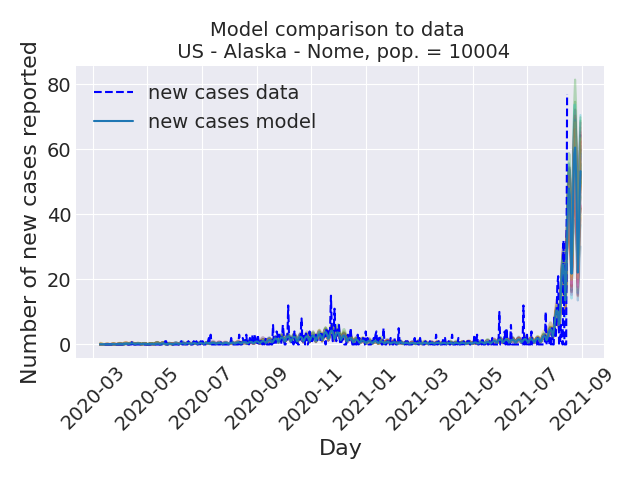 Model comparison to data
US - Alaska - Nome, pop. = 10004
Number of new cases reported
80
60
40
20
0
new cases data
new cases model
2020-03
2020-05
2020-07
2020-09
2020-11
2021-01
2021-03
2021-05
2021-07
2021-09
Day